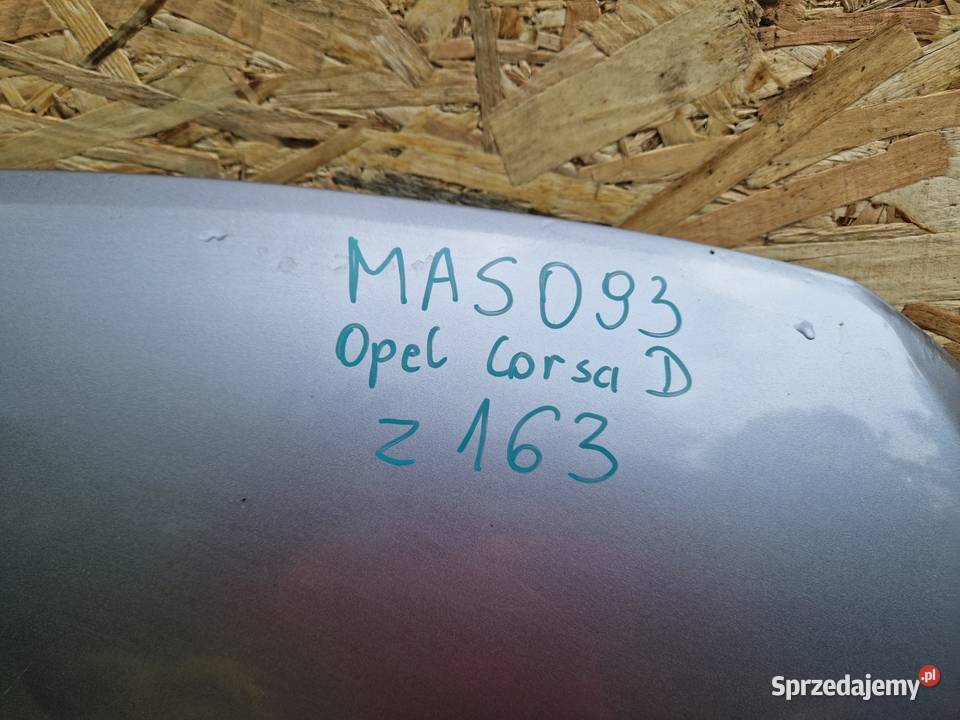 MAS093
Opel Corsa D
z163
Sprzedajemy.pl